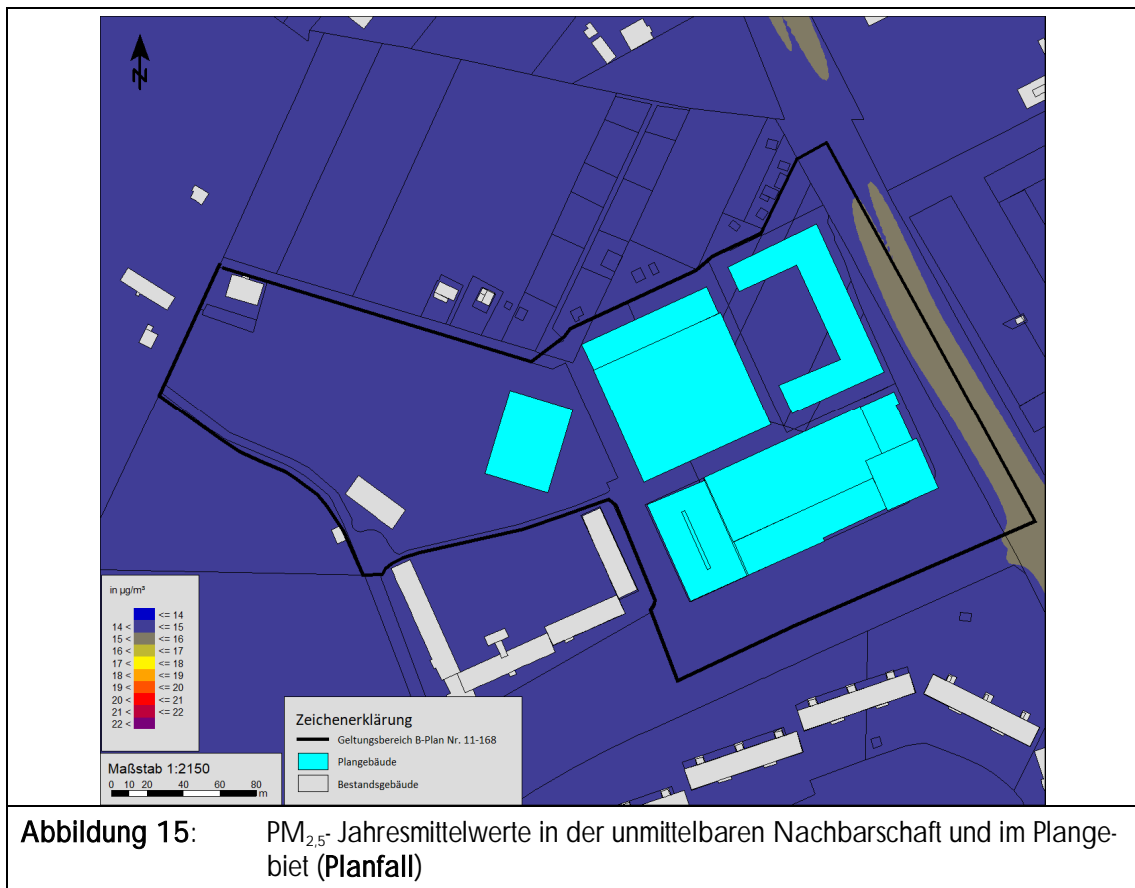 N
in µg/m³
<= 14
14 < <= 15
15 < <= 16
16 < <= 17
17 < <= 18
18 < <= 19
19 < <= 20
20 < <= 21
21 < <= 22
22 <
Maßstab 1:2150
0 10 20 40 60 80
m
Zeichenerklärung
Geltungsbereich B-Plan Nr. 11-168
Plangebäude
Bestandsgebäude
Abbildung 15: PM2,5- Jahresmittelwerte in der unmittelbaren Nachbarschaft und im Plange-
biet (Planfall)